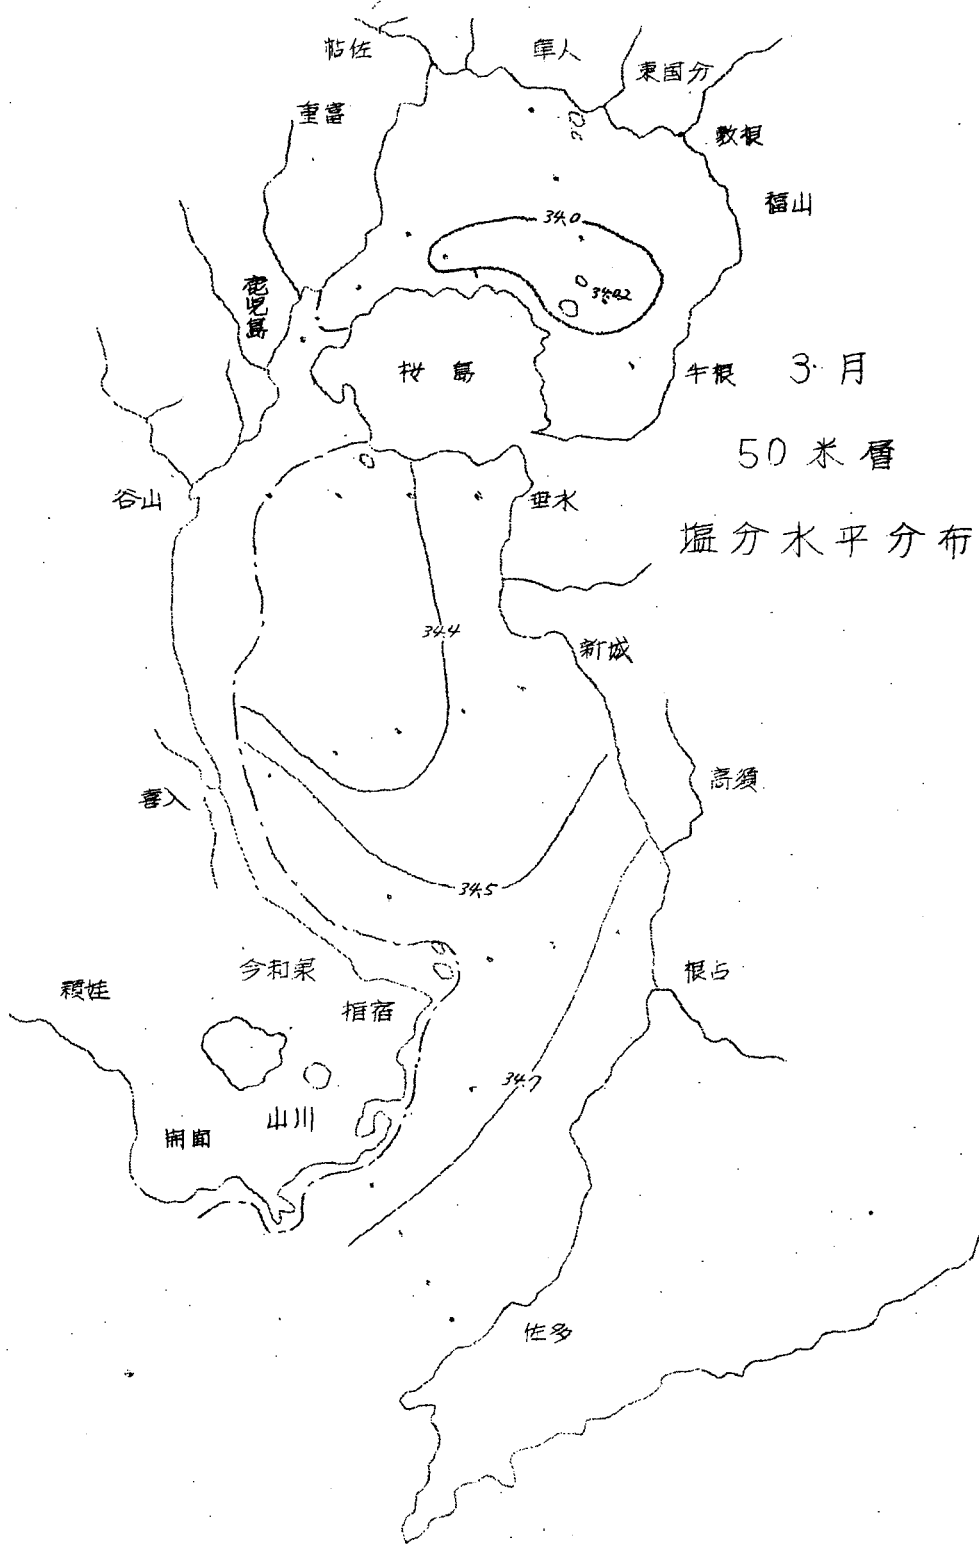 帖佐
隼人
東国分
重富
敷根
福山
34.0
鹿児島
34.02
桜島
牛根
3月
50米層
谷山
垂水
塩分水平分布
34.4
新城
高須
喜入
34.5
今和泉
根占
頴娃
指宿
34.7
山川
開聞
佐多